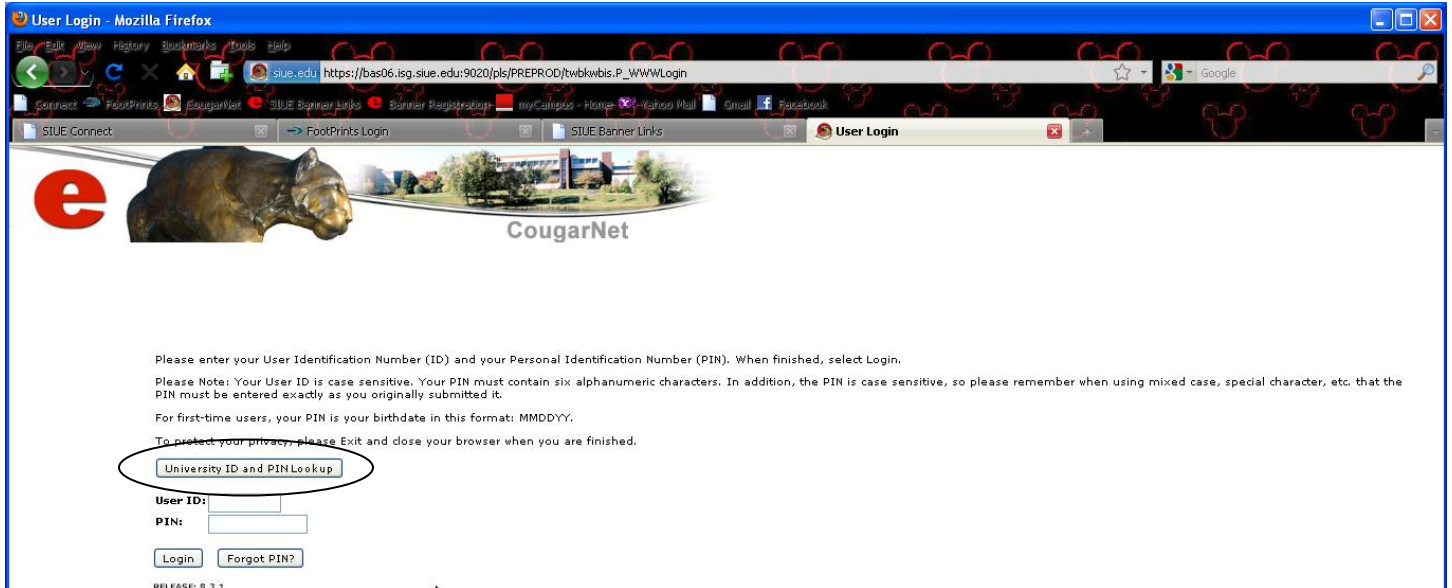 User Login - Mozilla Firefox
File Edit View History Bookmarks Tools Help
siue.edu https://bas06.isg.siue.edu:9020/pls/PREPROD/twbkwbis.P_WWWLogin
Google
Connect FootPrints CougarNet SIUE Banner Links Banner Registration myCampus - Home Yahoo Mail Gmail Facebook
SIUE Connect FootPrints Login SIUE Banner Links User Login
e
CougarNet
Please enter your User Identification Number (ID) and your Personal Identification Number (PIN). When finished, select Login.
Please Note: Your User ID is case sensitive. Your PIN must contain six alphanumeric characters. In addition, the PIN is case sensitive, so please remember when using mixed case, special character, etc. that the
PIN must be entered exactly as you originally submitted it.
For first-time users, your PIN is your birthdate in this format: MMDDYY.
To protect your privacy, please Exit and close your browser when you are finished.
University ID and PIN Lookup
User ID:
PIN:
Login Forgot PIN?
RELEASE: 8.3.1